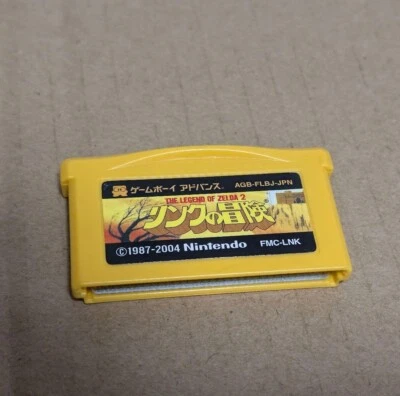 ゲームボーイ アドバンス. AGB-FLBJ-JPN
THE LEGEND OF ZELDA 2
リンクの冒険
©1987-2004 Nintendo FMC-LNK